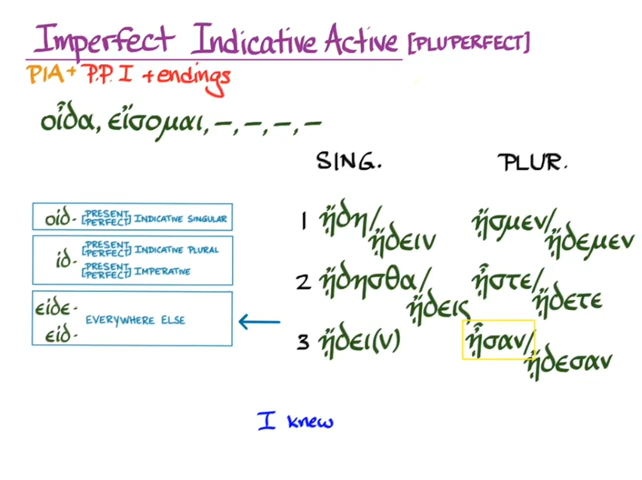 Imperfect Indicative Active [PLUPERFECT]
PIA + P.P. I + endings
οἶδα, εἴσομαι, –, –, –, –
SING. PLUR.
οἰδ- [PRESENT PERFECT] INDICATIVE SINGULAR
ἰδ- [PRESENT PERFECT] INDICATIVE PLURAL
[PRESENT PERFECT] IMPERATIVE
εἰδε-
εἰδ-
EVERYWHERE ELSE
1 ᾔδη/ᾔδειν ᾖσμεν/ᾔδεμεν
2 ᾔδησθα/ᾔδεις ᾖστε/ᾔδετε
3 ᾔδει(ν) ᾖσαν/ᾔδεσαν
I knew